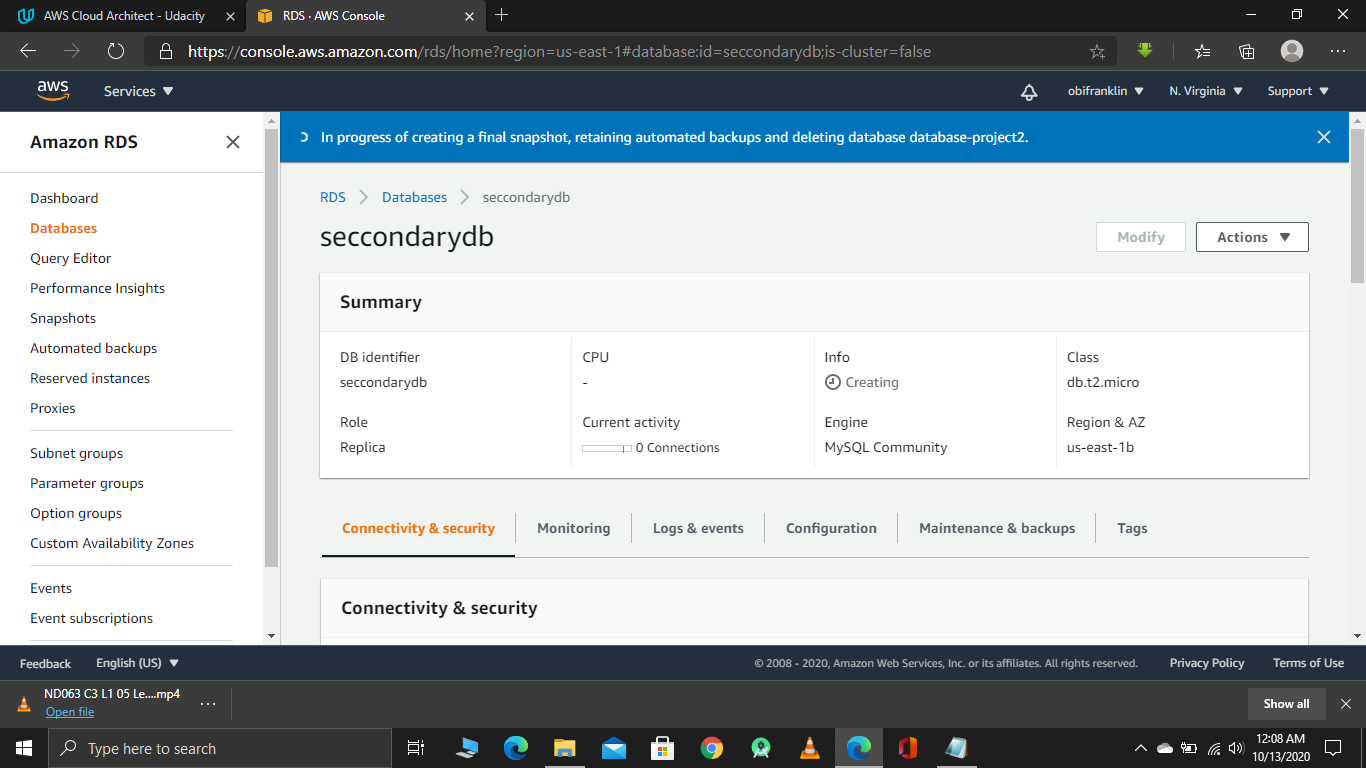 AWS Cloud Architect - Udacity
RDS · AWS Console
https://console.aws.amazon.com/rds/home?region=us-east-1#database:id=seccondarydb;is-cluster=false
aws
Services
obifranklin
N. Virginia
Support
Amazon RDS
Dashboard
Databases
Query Editor
Performance Insights
Snapshots
Automated backups
Reserved instances
Proxies
Subnet groups
Parameter groups
Option groups
Custom Availability Zones
Events
Event subscriptions
In progress of creating a final snapshot, retaining automated backups and deleting database database-project2.
RDS > Databases > seccondarydb
seccondarydb
Modify
Actions
Summary
DB identifier
seccondarydb
CPU
-
Info
Creating
Class
db.t2.micro
Role
Replica
Current activity
0 Connections
Engine
MySQL Community
Region & AZ
us-east-1b
Connectivity & security
Monitoring
Logs & events
Configuration
Maintenance & backups
Tags
Connectivity & security
Feedback
English (US)
© 2008 - 2020, Amazon Web Services, Inc. or its affiliates. All rights reserved.
Privacy Policy
Terms of Use
ND063 C3 L1 05 Le....mp4
Open file
Show all
Type here to search
12:08 AM
10/13/2020